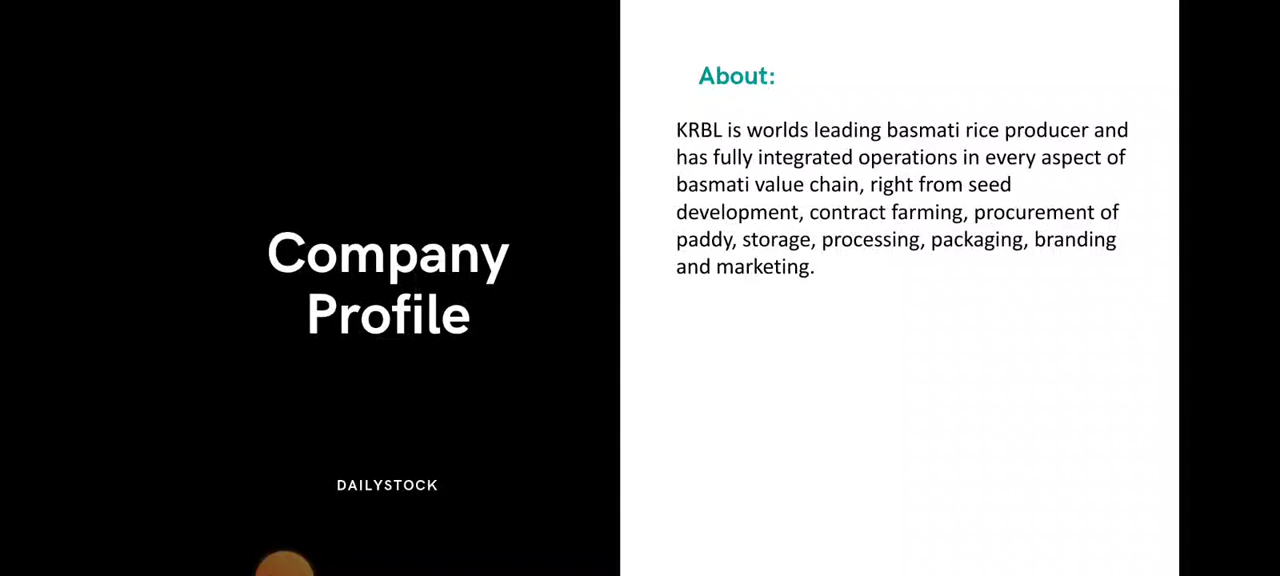 Company
Profile
DAILYSTOCK
About:
KRBL is worlds leading basmati rice producer and
has fully integrated operations in every aspect of
basmati value chain, right from seed
development, contract farming, procurement of
paddy, storage, processing, packaging, branding
and marketing.